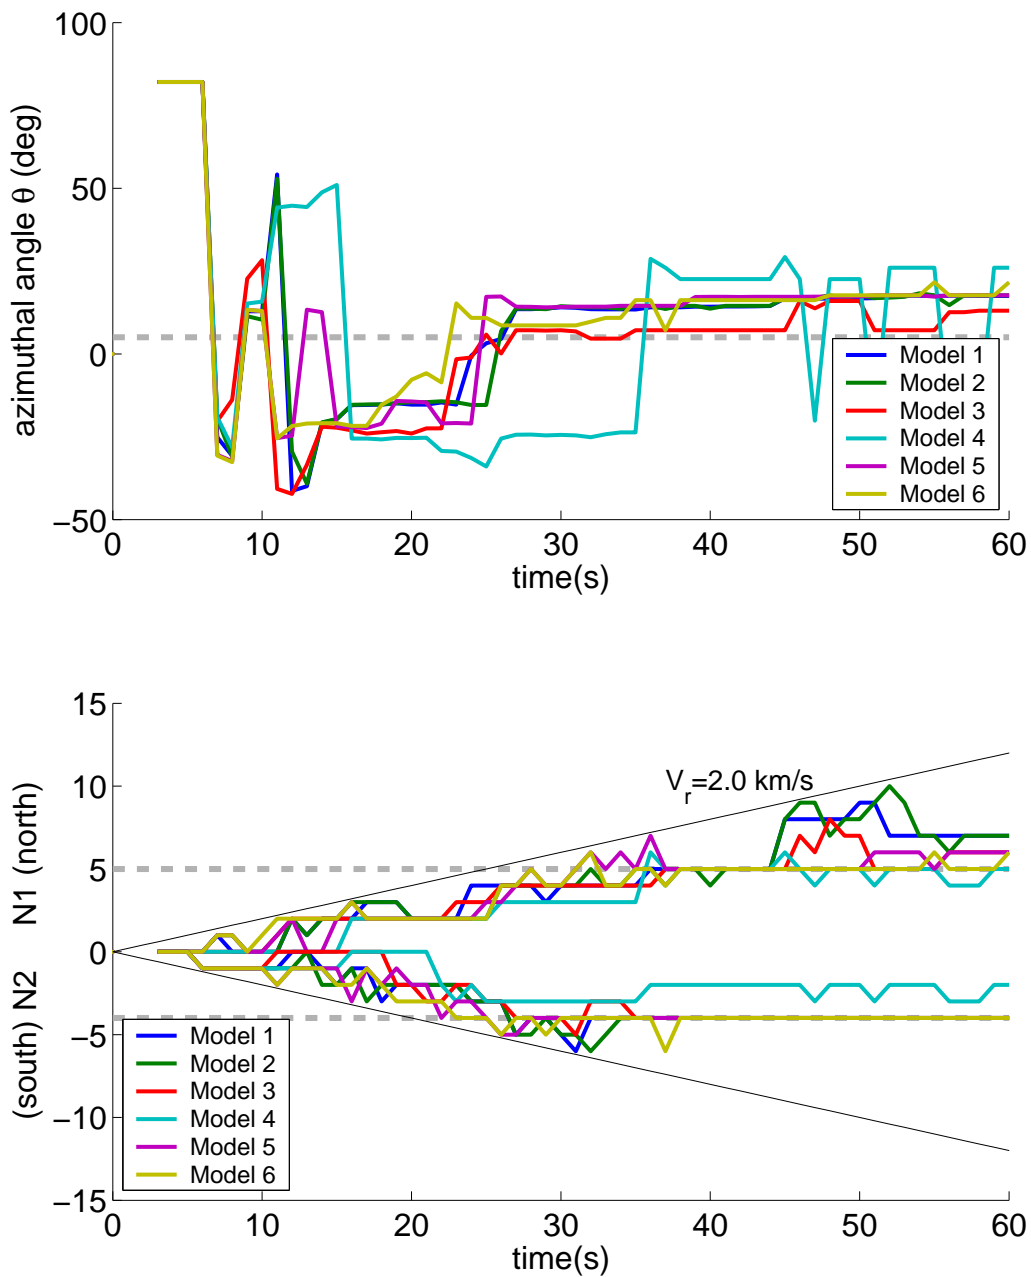 100
50
0
−50
azimuthal angle θ (deg)
0 10 20 30 40 50 60
time(s)
Model 1
Model 2
Model 3
Model 4
Model 5
Model 6
15
10
5
0
−5
−10
−15
(south) N2 N1 (north)
V_r=2.0 km/s
Model 1
Model 2
Model 3
Model 4
Model 5
Model 6
0 10 20 30 40 50 60
time(s)